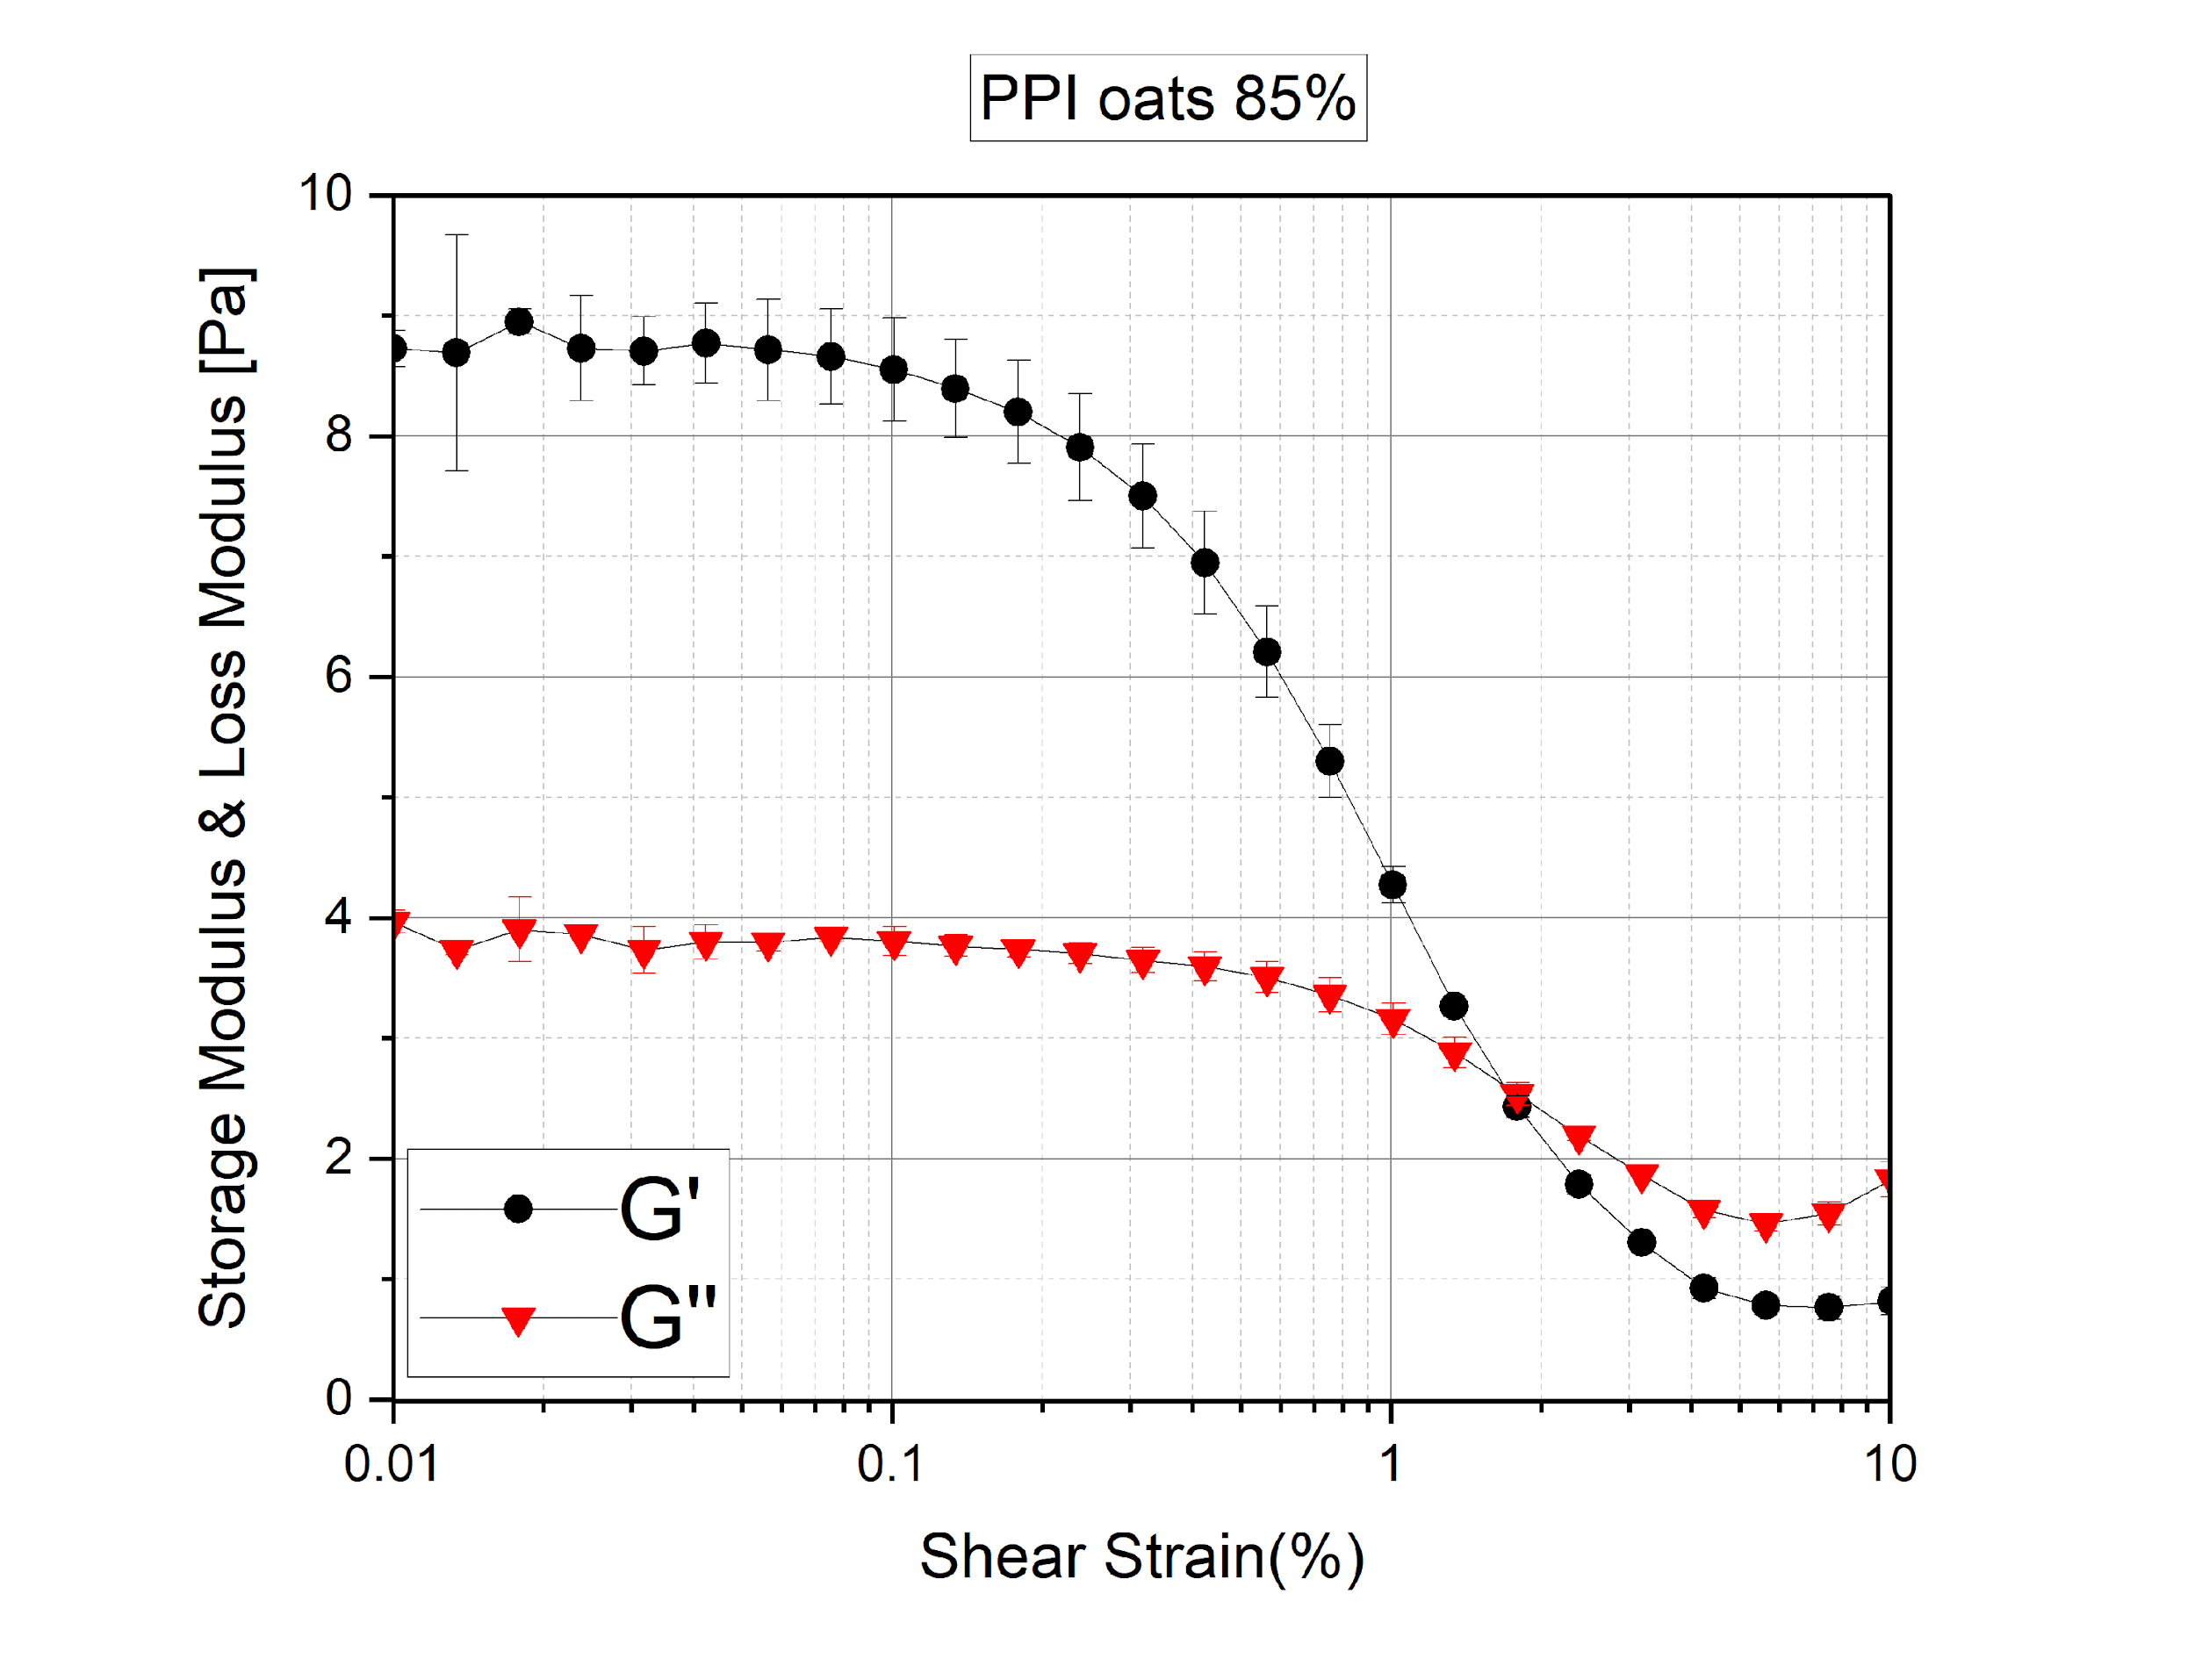 PPI oats 85%
Storage Modulus & Loss Modulus [Pa]
10
8
6
4
2
0
G'
G"
0.01
0.1
1
10
Shear Strain(%)